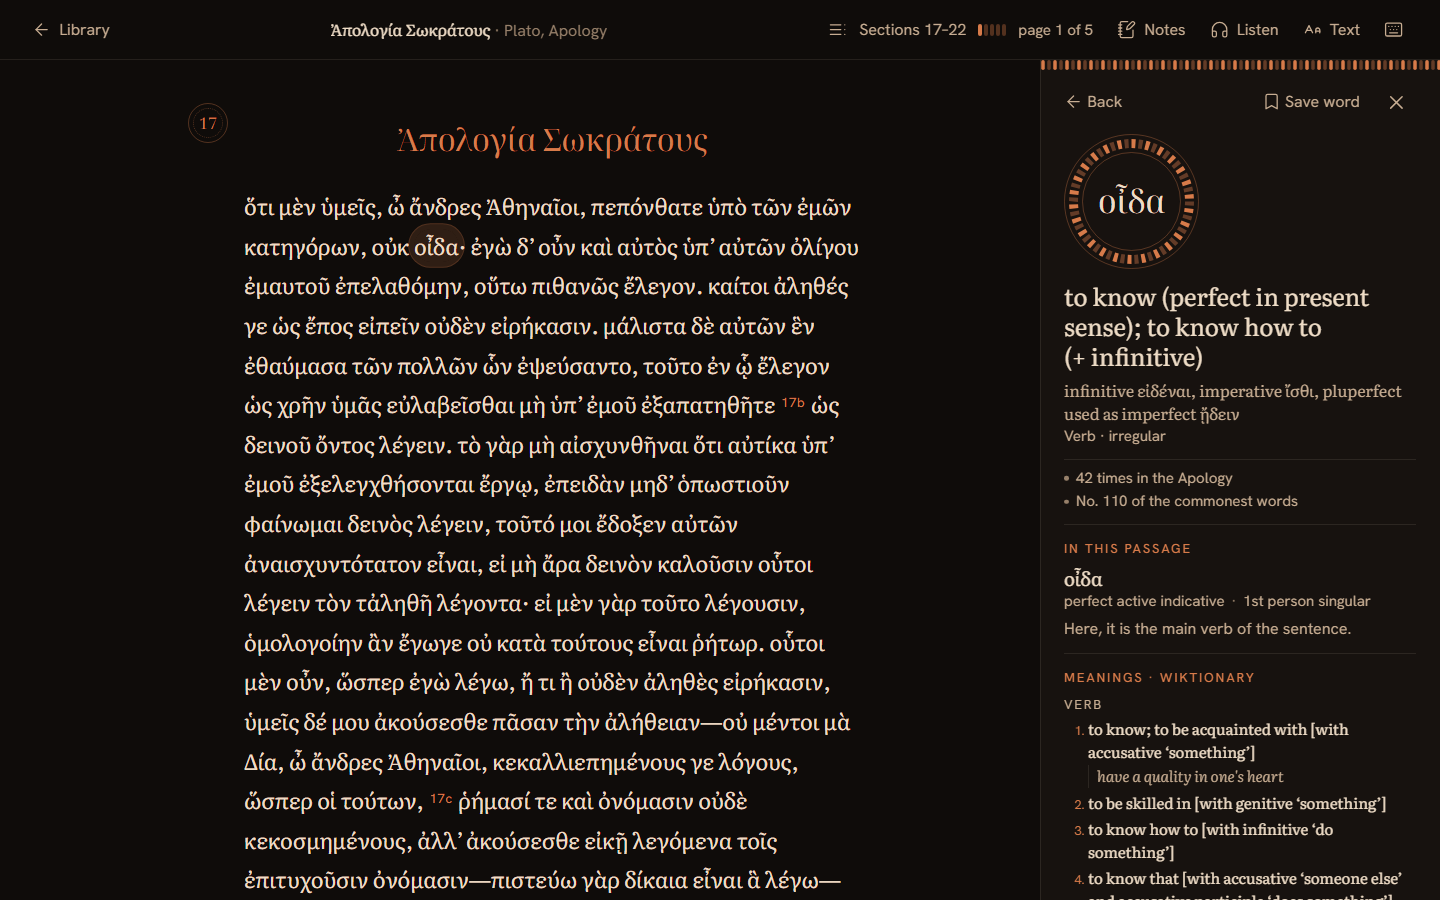 Library
Ἀπολογία Σωκράτους · Plato, Apology
Sections 17–22 page 1 of 5 Notes Listen Text
17
Ἀπολογία Σωκράτους
ὅτι μὲν ὑμεῖς, ὦ ἄνδρες Ἀθηναῖοι, πεπόνθατε ὑπὸ τῶν ἐμῶν
κατηγόρων, οὐκ οἶδα· ἐγὼ δ’ οὖν καὶ αὐτὸς ὑπ’ αὐτῶν ὀλίγου
ἐμαυτοῦ ἐπελαθόμην, οὕτω πιθανῶς ἔλεγον. καίτοι ἀληθές
γε ὡς ἔπος εἰπεῖν οὐδὲν εἰρήκασιν. μάλιστα δὲ αὐτῶν ἓν
ἐθαύμασα τῶν πολλῶν ὧν ἐψεύσαντο, τοῦτο ἐν ᾧ ἔλεγον
ὡς χρῆν ὑμᾶς εὐλαβεῖσθαι μὴ ὑπ’ ἐμοῦ ἐξαπατηθῆτε 17b ὡς
δεινοῦ ὄντος λέγειν. τὸ γὰρ μὴ αἰσχυνθῆναι ὅτι αὐτίκα ὑπ’
ἐμοῦ ἐξελεγχθήσονται ἔργῳ, ἐπειδὰν μηδ’ ὁπωστιοῦν
φαίνωμαι δεινὸς λέγειν, τοῦτό μοι ἔδοξεν αὐτῶν
ἀναισχυντότατον εἶναι, εἰ μὴ ἄρα δεινὸν καλοῦσιν οὗτοι
λέγειν τὸν τἀληθῆ λέγοντα· εἰ μὲν γὰρ τοῦτο λέγουσιν,
ὁμολογοίην ἂν ἔγωγε οὐ κατὰ τούτους εἶναι ῥήτωρ. οὗτοι
μὲν οὖν, ὥσπερ ἐγὼ λέγω, ἤ τι ἢ οὐδὲν ἀληθὲς εἰρήκασιν,
ὑμεῖς δέ μου ἀκούσεσθε πᾶσαν τὴν ἀλήθειαν—οὐ μέντοι μὰ
Δία, ὦ ἄνδρες Ἀθηναῖοι, κεκαλλιεπημένους γε λόγους,
ὥσπερ οἱ τούτων, 17c ῥήμασί τε καὶ ὀνόμασιν οὐδὲ
κεκοσμημένους, ἀλλ’ ἀκούσεσθε εἰκῇ λεγόμενα τοῖς
ἐπιτυχοῦσιν ὀνόμασιν—πιστεύω γὰρ δίκαια εἶναι ἃ λέγω—
Back Save word
οἶδα
to know (perfect in present
sense); to know how to
(+ infinitive)
infinitive εἰδέναι, imperative ἴσθι, pluperfect
used as imperfect ᾔδειν
Verb · irregular
• 42 times in the Apology
• No. 110 of the commonest words
IN THIS PASSAGE
οἶδα
perfect active indicative · 1st person singular
Here, it is the main verb of the sentence.
MEANINGS · WIKTIONARY
VERB
1. to know; to be acquainted with [with
accusative ‘something’]
have a quality in one's heart
2. to be skilled in [with genitive ‘something’]
3. to know how to [with infinitive ‘do
something’]
4. to know that [with accusative ‘someone else’